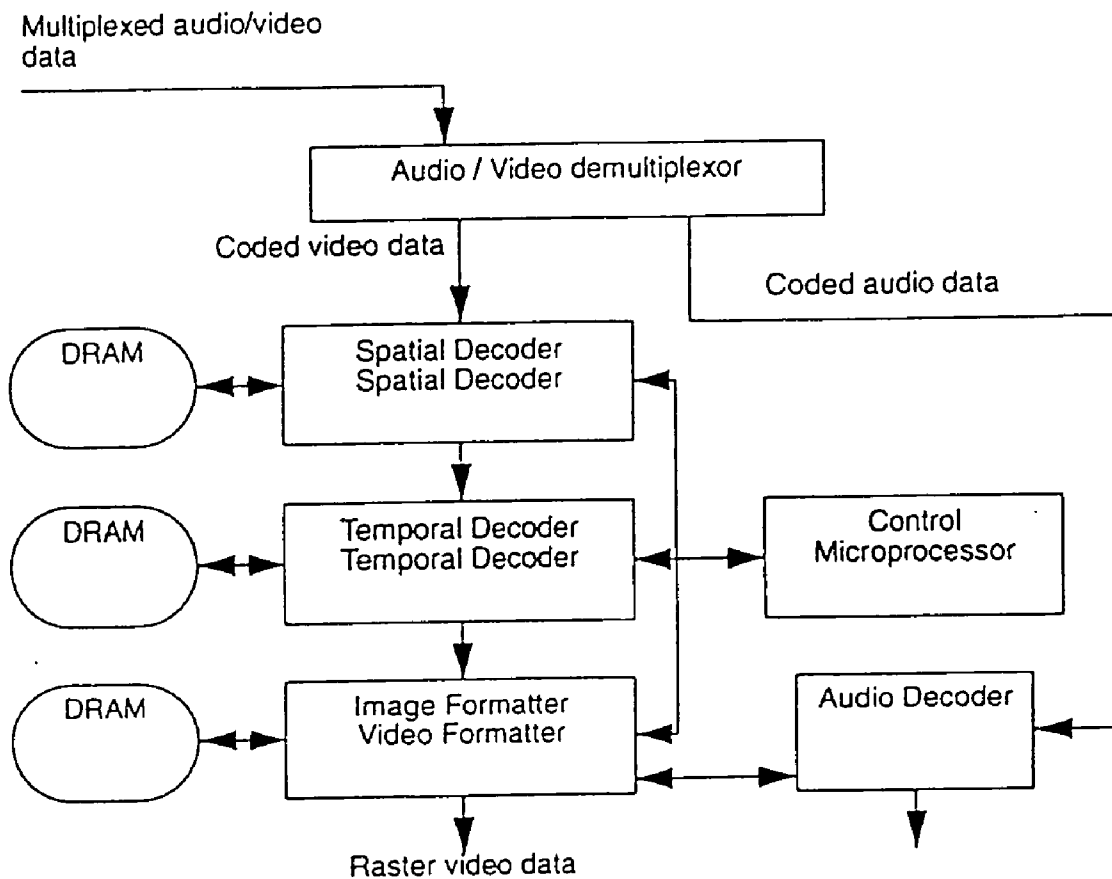 Multiplexed audio/video
data
Audio / Video demultiplexor
Coded video data
Coded audio data
DRAM
Spatial Decoder
Spatial Decoder
DRAM
Temporal Decoder
Temporal Decoder
Control
Microprocessor
DRAM
Image Formatter
Video Formatter
Audio Decoder
Raster video data